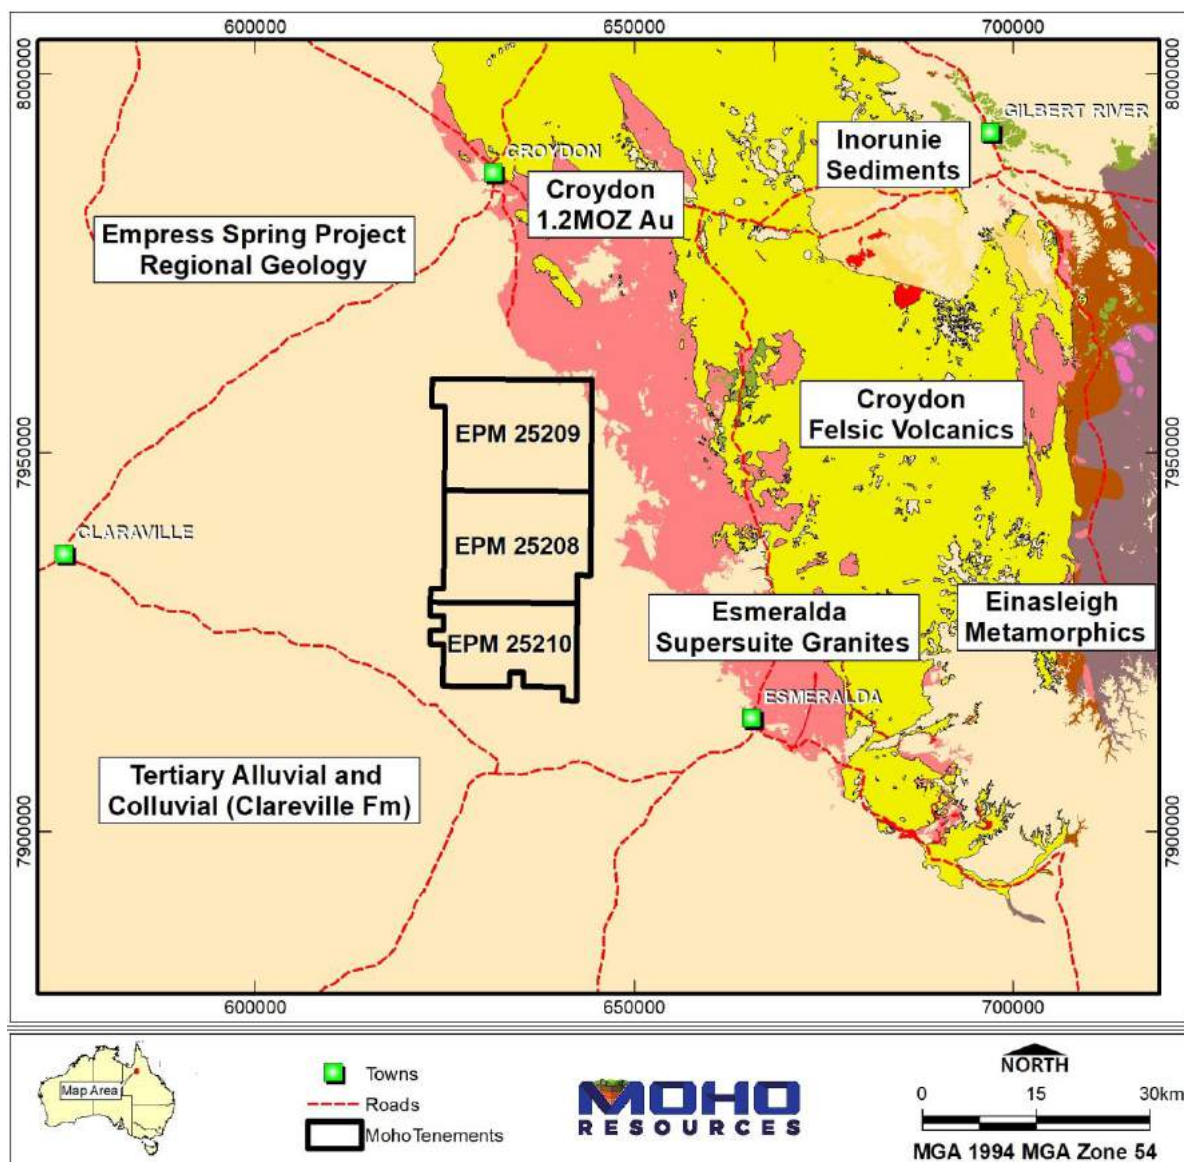 600000
650000
700000
8000000
8000000
GILBERT RIVER
Inorunie
Sediments
CROYDON
Croydon
1.2MOZ Au
Empress Spring Project
Regional Geology
EPM 25209
Croydon
Felsic Volcanics
7950000
7950000
CLARAVILLE
EPM 25208
Esmeralda
Supersuite Granites
Einasleigh
Metamorphics
EPM 25210
ESMERALDA
Tertiary Alluvial and
Colluvial (Clareville Fm)
7900000
7900000
600000
650000
700000
Map Area
Towns
Roads
Moho Tenements
MOHO
RESOURCES
NORTH
0 15 30km
MGA 1994 MGA Zone 54